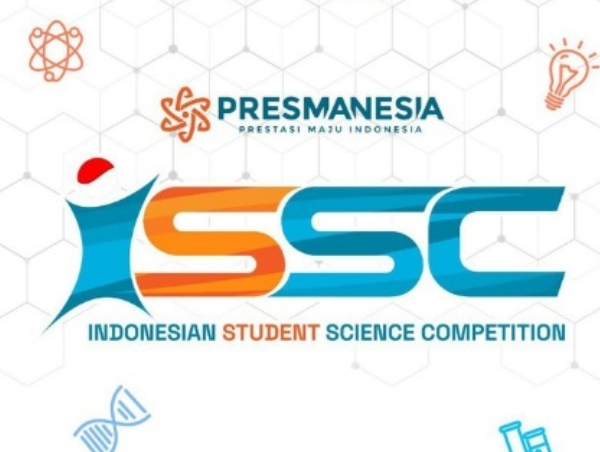 PRESMANESIA
PRESTASI MAJU INDONESIA
iSSC
INDONESIAN STUDENT SCIENCE COMPETITION